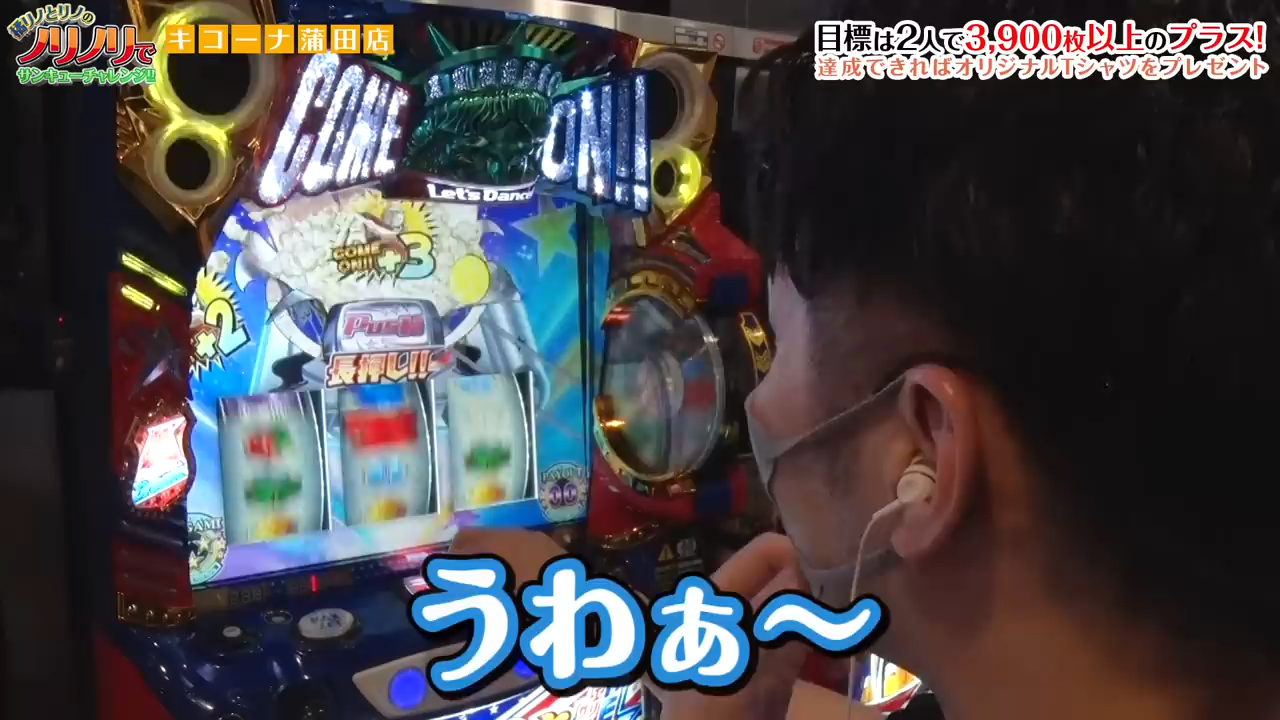 ノリノリで
サンキューチャレンジ!!
キコーナ蒲田店
目標は2人で3,900枚以上のプラス!
達成できればオリジナルTシャツをプレゼント
COME ON!!
Let's Dance
COME ON!! +3
+2
PUSH
長押し!!
PAYOUT
うわぁ〜